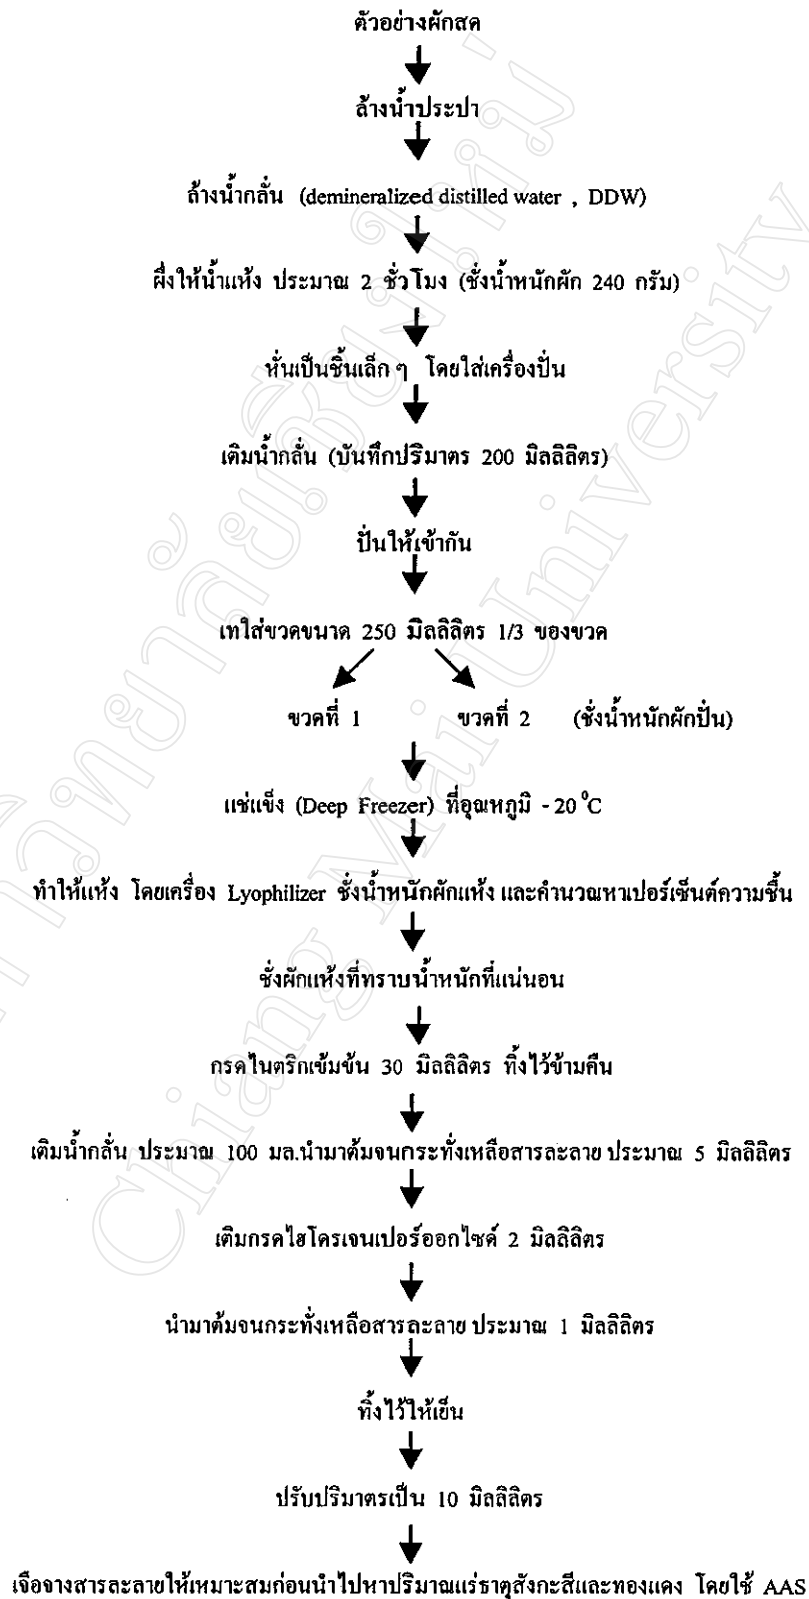 ตัวอย่างผักสด
ล้างน้ำประปา
ล้างน้ำกลั่น (demineralized distilled water , DDW)
ผึ่งให้น้ำแห้ง ประมาณ 2 ชั่วโมง (ชั่งน้ำหนักผัก 240 กรัม)
หั่นเป็นชิ้นเล็ก ๆ โดยใส่เครื่องปั่น
เติมน้ำกลั่น (บันทึกปริมาตร 200 มิลลิลิตร)
ปั่นให้เข้ากัน
เทใส่ขวดขนาด 250 มิลลิลิตร 1/3 ของขวด
ขวดที่ 1 ขวดที่ 2 (ชั่งน้ำหนักผักปั่น)
แช่แข็ง (Deep Freezer) ที่อุณหภูมิ - 20 ⁰C
ทำให้แห้ง โดยเครื่อง Lyophilizer ชั่งน้ำหนักผักแห้ง และคำนวณหาเปอร์เซ็นต์ความชื้น
ชั่งผักแห้งที่ทราบน้ำหนักที่แน่นอน
กรดไนตริกเข้มข้น 30 มิลลิลิตร ทิ้งไว้ข้ามคืน
เติมน้ำกลั่น ประมาณ 100 มล.นำมาต้มจนกระทั่งเหลือสารละลาย ประมาณ 5 มิลลิลิตร
เติมกรดไฮโดรเจนเปอร์ออกไซด์ 2 มิลลิลิตร
นำมาต้มจนกระทั่งเหลือสารละลาย ประมาณ 1 มิลลิลิตร
ทิ้งไว้ให้เย็น
ปรับปริมาตรเป็น 10 มิลลิลิตร
เจือจางสารละลายให้เหมาะสมก่อนนำไปหาปริมาณแร่ธาตุสังกะสีและทองแดง โดยใช้ AAS
Chiang Mai University